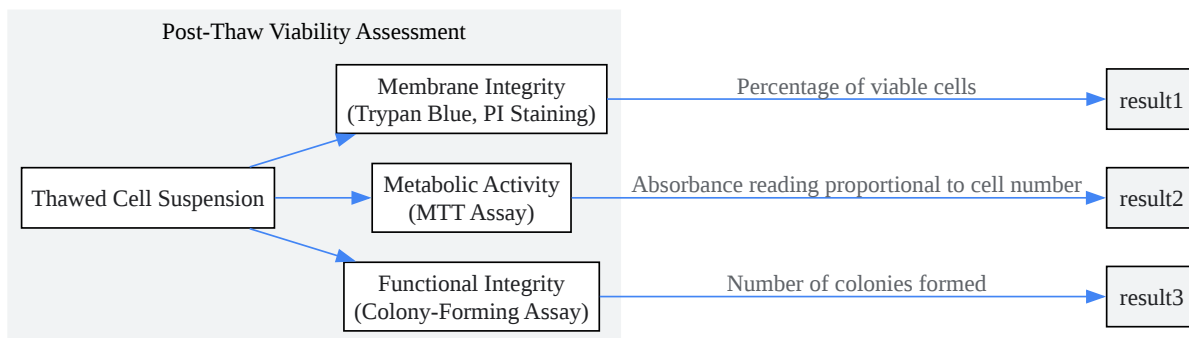 Post-Thaw Viability Assessment
Membrane Integrity
(Trypan Blue, PI Staining)
Percentage of viable cells
result1
Thawed Cell Suspension
Metabolic Activity
(MTT Assay)
Absorbance reading proportional to cell number
result2
Functional Integrity
(Colony-Forming Assay)
Number of colonies formed
result3